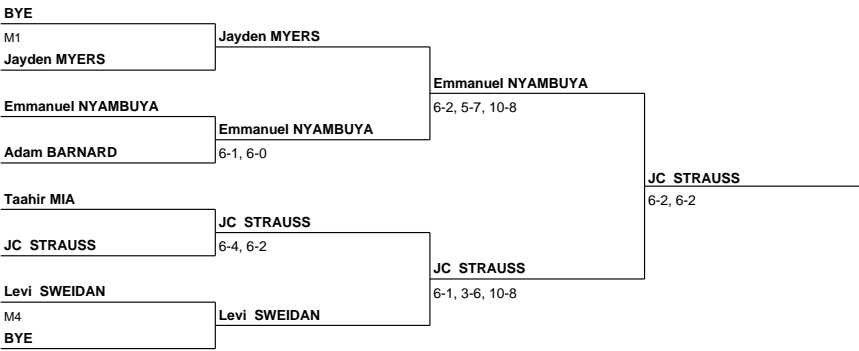 BYE
M1
Jayden MYERS
Jayden MYERS
Emmanuel NYAMBUYA
6-2, 5-7, 10-8
Emmanuel NYAMBUYA
Emmanuel NYAMBUYA
6-1, 6-0
Adam BARNARD
JC STRAUSS
6-2, 6-2
Taahir MIA
JC STRAUSS
6-4, 6-2
JC STRAUSS
JC STRAUSS
6-1, 3-6, 10-8
Levi SWEIDAN
M4
Levi SWEIDAN
BYE